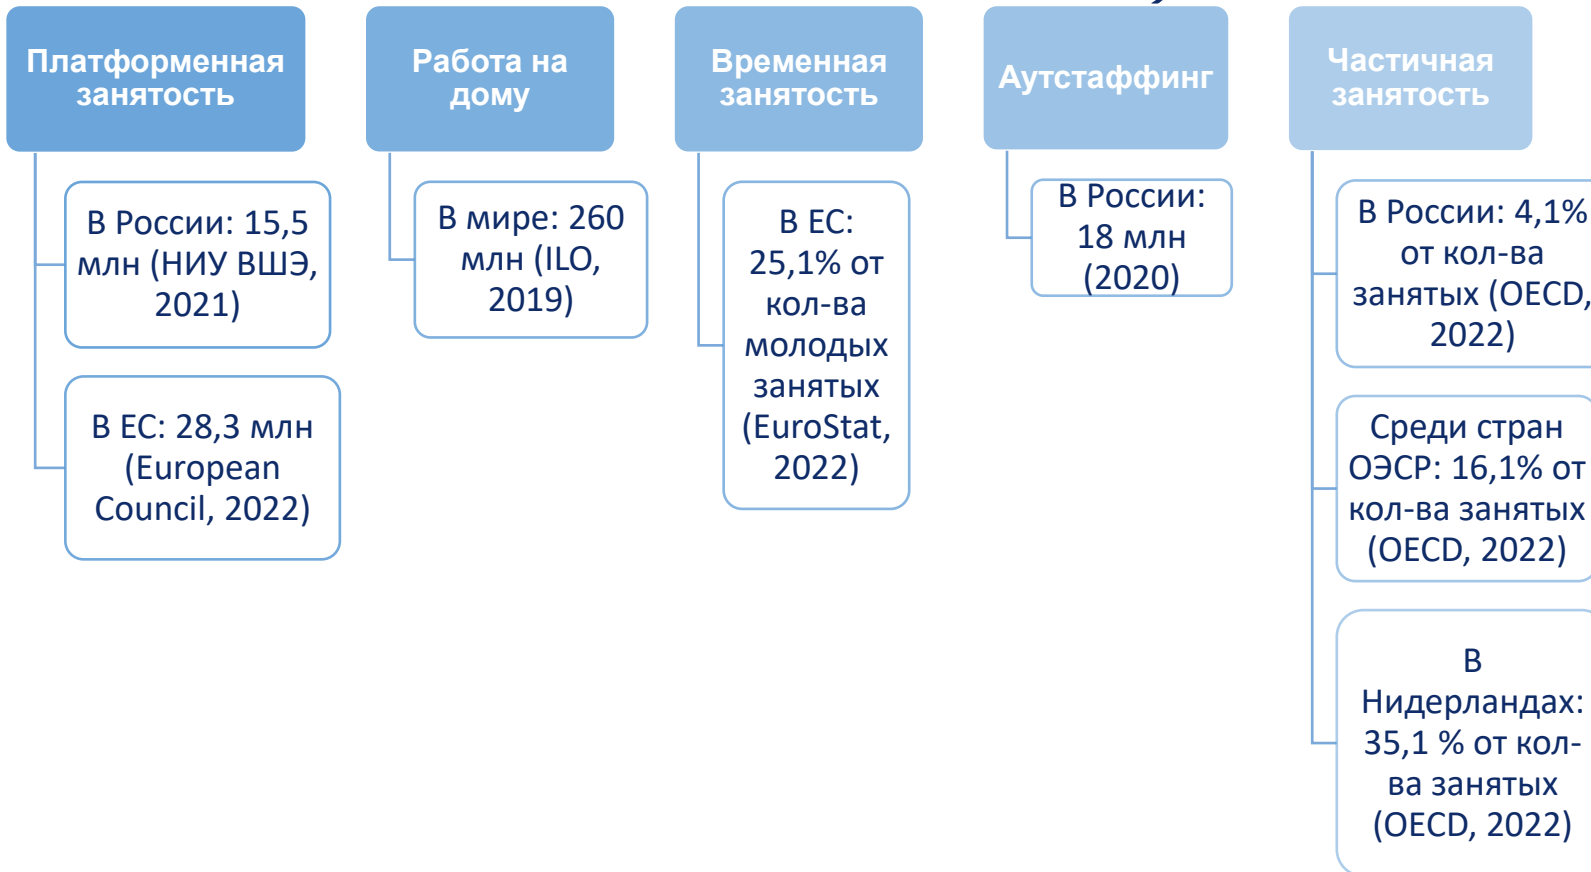 Платформенная
занятость
В России: 15,5
млн (НИУ ВШЭ,
2021)
В ЕС: 28,3 млн
(European
Council, 2022)
Работа на
дому
В мире: 260
млн (ILO,
2019)
Временная
занятость
В ЕС:
25,1% от
кол-ва
молодых
занятых
(EuroStat,
2022)
Аутстаффинг
В России:
18 млн
(2020)
Частичная
занятость
В России: 4,1%
от кол-ва
занятых (OECD,
2022)
Среди стран
ОЭСР: 16,1% от
кол-ва занятых
(OECD, 2022)
В
Нидерландах:
35,1 % от кол-
ва занятых
(OECD, 2022)